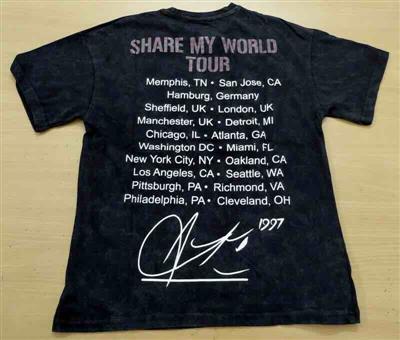 SHARE MY WORLD
TOUR
Memphis, TN • San Jose, CA
Hamburg, Germany
Sheffield, UK • London, UK
Manchester, UK • Detroit, MI
Chicago, IL • Atlanta, GA
Washington DC • Miami, FL
New York City, NY • Oakland, CA
Los Angeles, CA • Seattle, WA
Pittsburgh, PA • Richmond, VA
Philadelphia, PA • Cleveland, OH
1997